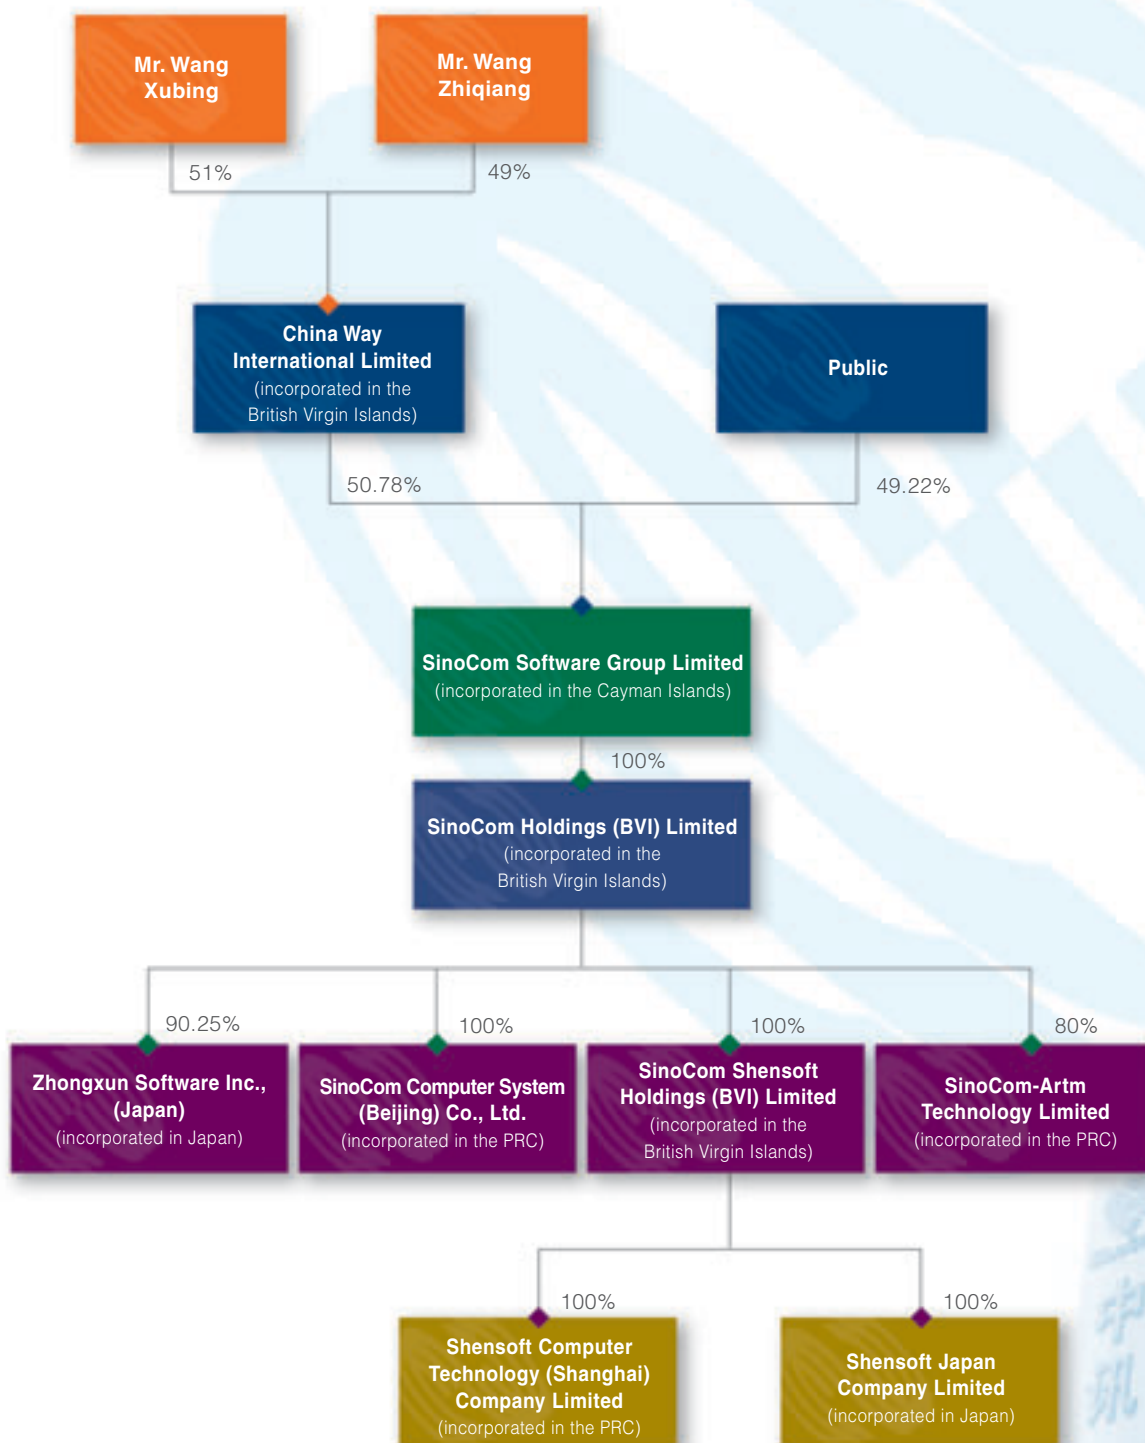 Mr. Wang
Xubing
Mr. Wang
Zhiqiang
51%
49%
China Way
International Limited
(incorporated in the
British Virgin Islands)
Public
50.78%
49.22%
SinoCom Software Group Limited
(incorporated in the Cayman Islands)
100%
SinoCom Holdings (BVI) Limited
(incorporated in the
British Virgin Islands)
90.25%
100%
100%
80%
Zhongxun Software Inc.,
(Japan)
(incorporated in Japan)
SinoCom Computer System
(Beijing) Co., Ltd.
(incorporated in the PRC)
SinoCom Shensoft
Holdings (BVI) Limited
(incorporated in the
British Virgin Islands)
SinoCom-Artm
Technology Limited
(incorporated in the PRC)
100%
100%
Shensoft Computer
Technology (Shanghai)
Company Limited
(incorporated in the PRC)
Shensoft Japan
Company Limited
(incorporated in Japan)